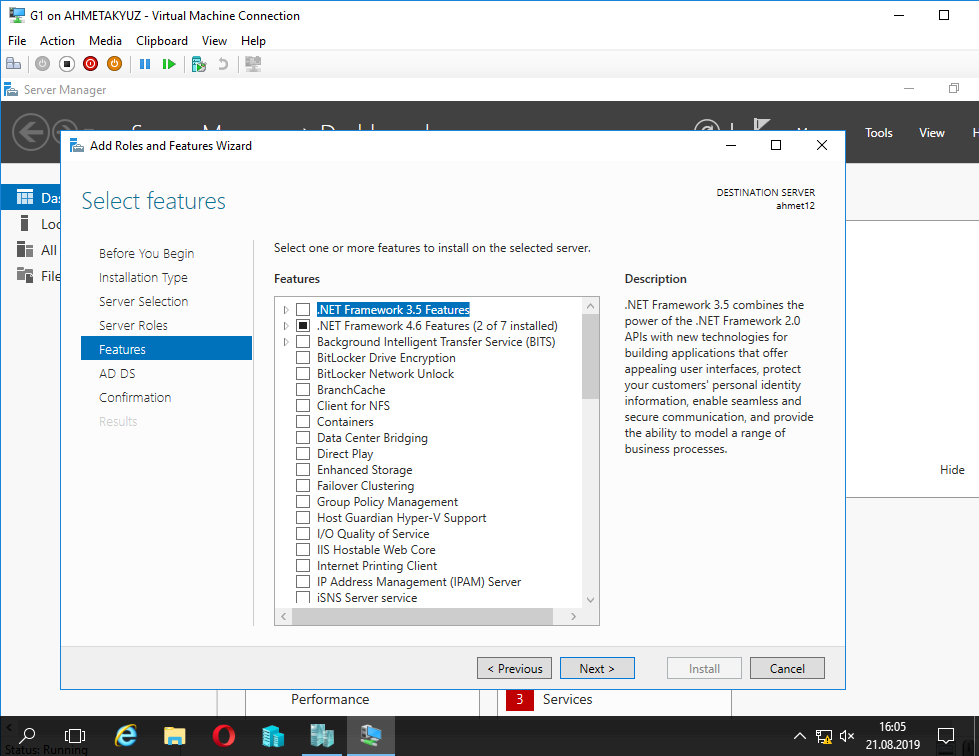 G1 on AHMETAKYUZ - Virtual Machine Connection
File Action Media Clipboard View Help
Server Manager
Tools View
Add Roles and Features Wizard
Select features
DESTINATION SERVER
ahmet12
Before You Begin
Installation Type
Server Selection
Server Roles
Features
AD DS
Confirmation
Results
Select one or more features to install on the selected server.
Features
.NET Framework 3.5 Features
.NET Framework 4.6 Features (2 of 7 installed)
Background Intelligent Transfer Service (BITS)
BitLocker Drive Encryption
BitLocker Network Unlock
BranchCache
Client for NFS
Containers
Data Center Bridging
Direct Play
Enhanced Storage
Failover Clustering
Group Policy Management
Host Guardian Hyper-V Support
I/O Quality of Service
IIS Hostable Web Core
Internet Printing Client
IP Address Management (IPAM) Server
iSNS Server service
Description
.NET Framework 3.5 combines the
power of the .NET Framework 2.0
APIs with new technologies for
building applications that offer
appealing user interfaces, protect
your customers' personal identity
information, enable seamless and
secure communication, and provide
the ability to model a range of
business processes.
All
Hide
< Previous Next > Install Cancel
Performance
3 Services
16:05
21.08.2019
Status: Running